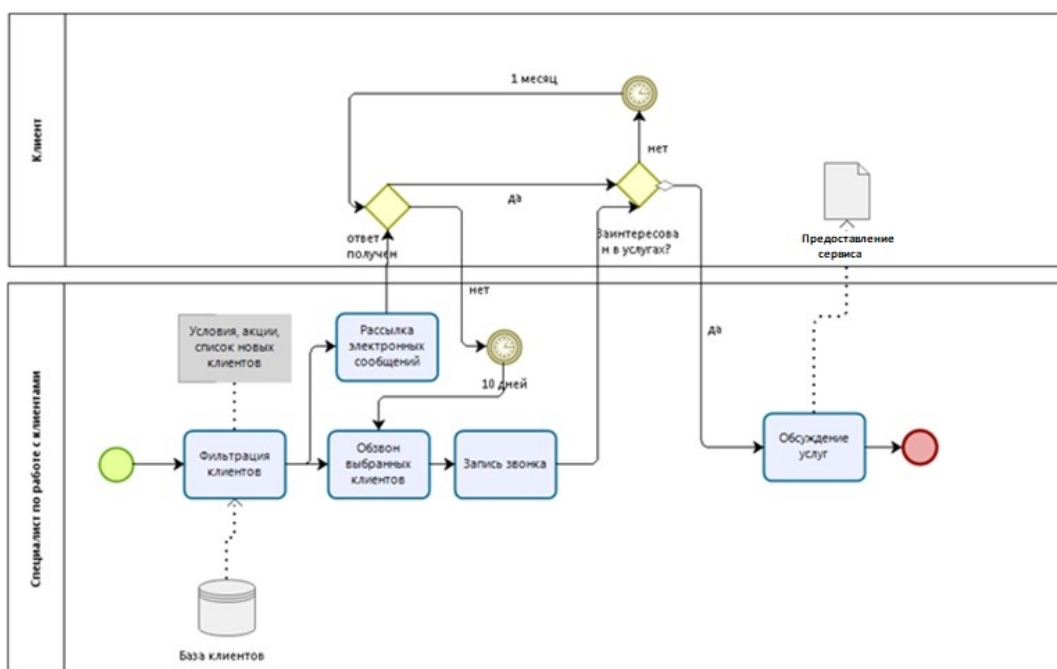 Клиент
1 месяц
нет
да
ответ
получен
Заинтересова
н в услугах?
Предоставление
сервиса
Специалист по работе с клиентами
Условия, акции,
список новых
клиентов
Рассылка
электронных
сообщений
нет
10 дней
да
Фильтрация
клиентов
Обзвон
выбранных
клиентов
Запись звонка
Обсуждение
услуг
База клиентов